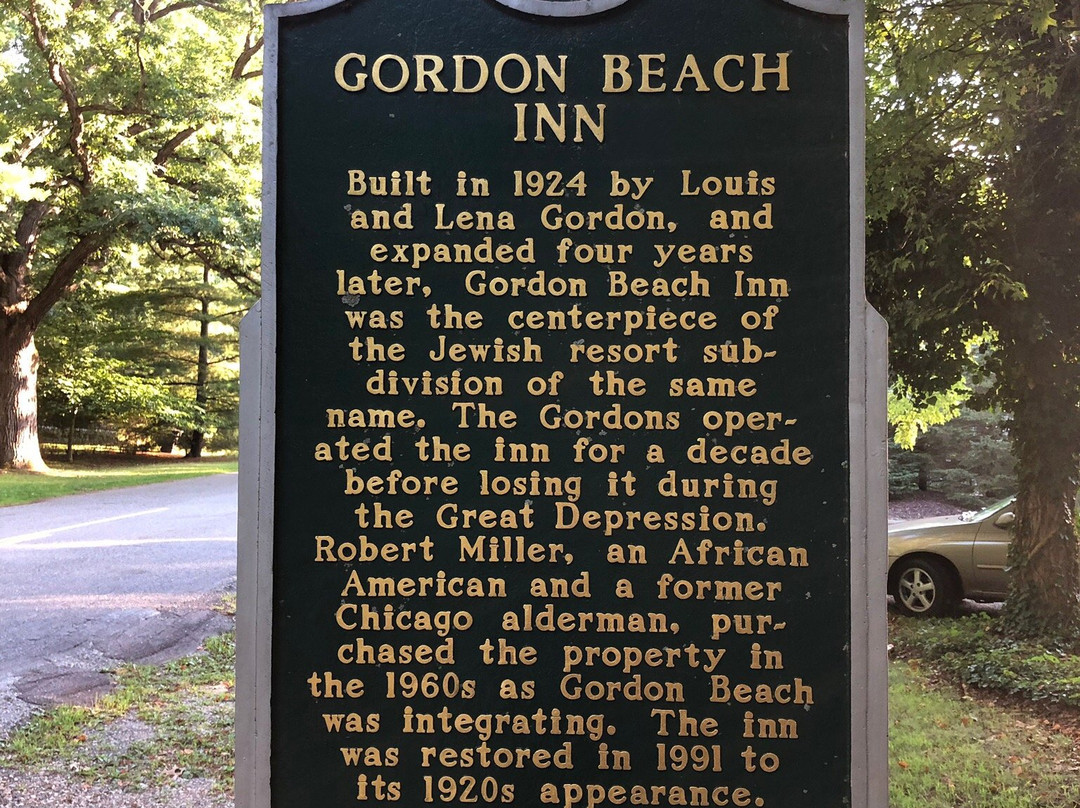 GORDON BEACH
INN
Built in 1924 by Louis
and Lena Gordon, and
expanded four years
later, Gordon Beach Inn
was the centerpiece of
the Jewish resort sub-
division of the same
name. The Gordons oper-
ated the inn for a decade
before losing it during
the Great Depression.
Robert Miller, an African
American and a former
Chicago alderman, pur-
chased the property in
the 1960s as Gordon Beach
was integrating. The inn
was restored in 1991 to
its 1920s appearance.